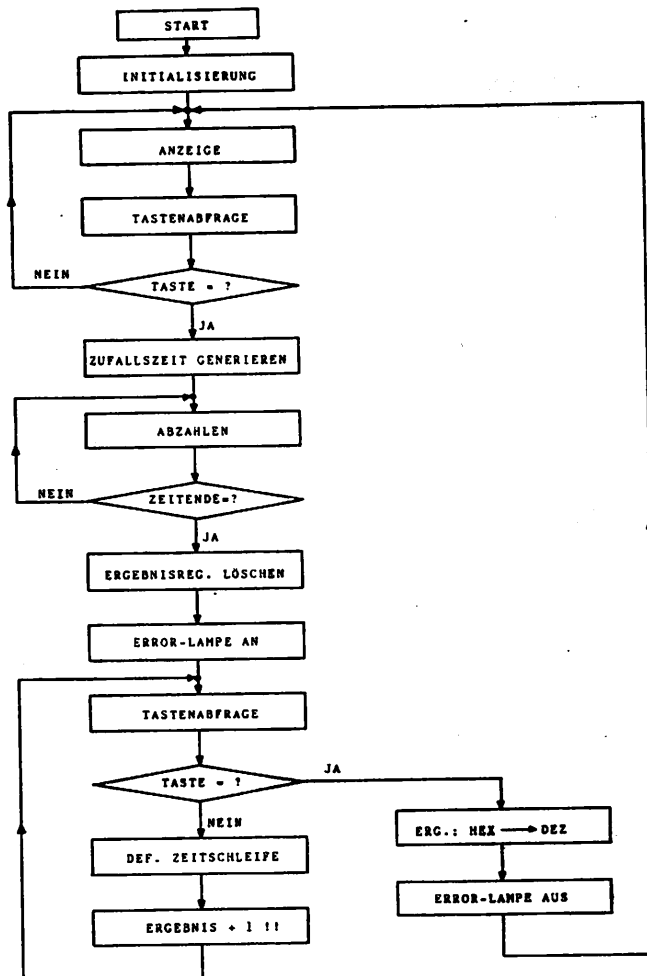 START
INITIALISIERUNG
ANZEIGE
TASTENABFRAGE
NEIN
TASTE = ?
JA
ZUFALLSZEIT GENERIEREN
ABZAHLEN
NEIN
ZEITENDE=?
JA
ERGEBNISREG. LÖSCHEN
ERROR-LAMPE AN
TASTENABFRAGE
TASTE = ?
JA
NEIN
ERG.: HEX → DEZ
DEF. ZEITSCHLEIFE
ERROR-LAMPE AUS
ERGEBNIS + 1 !!